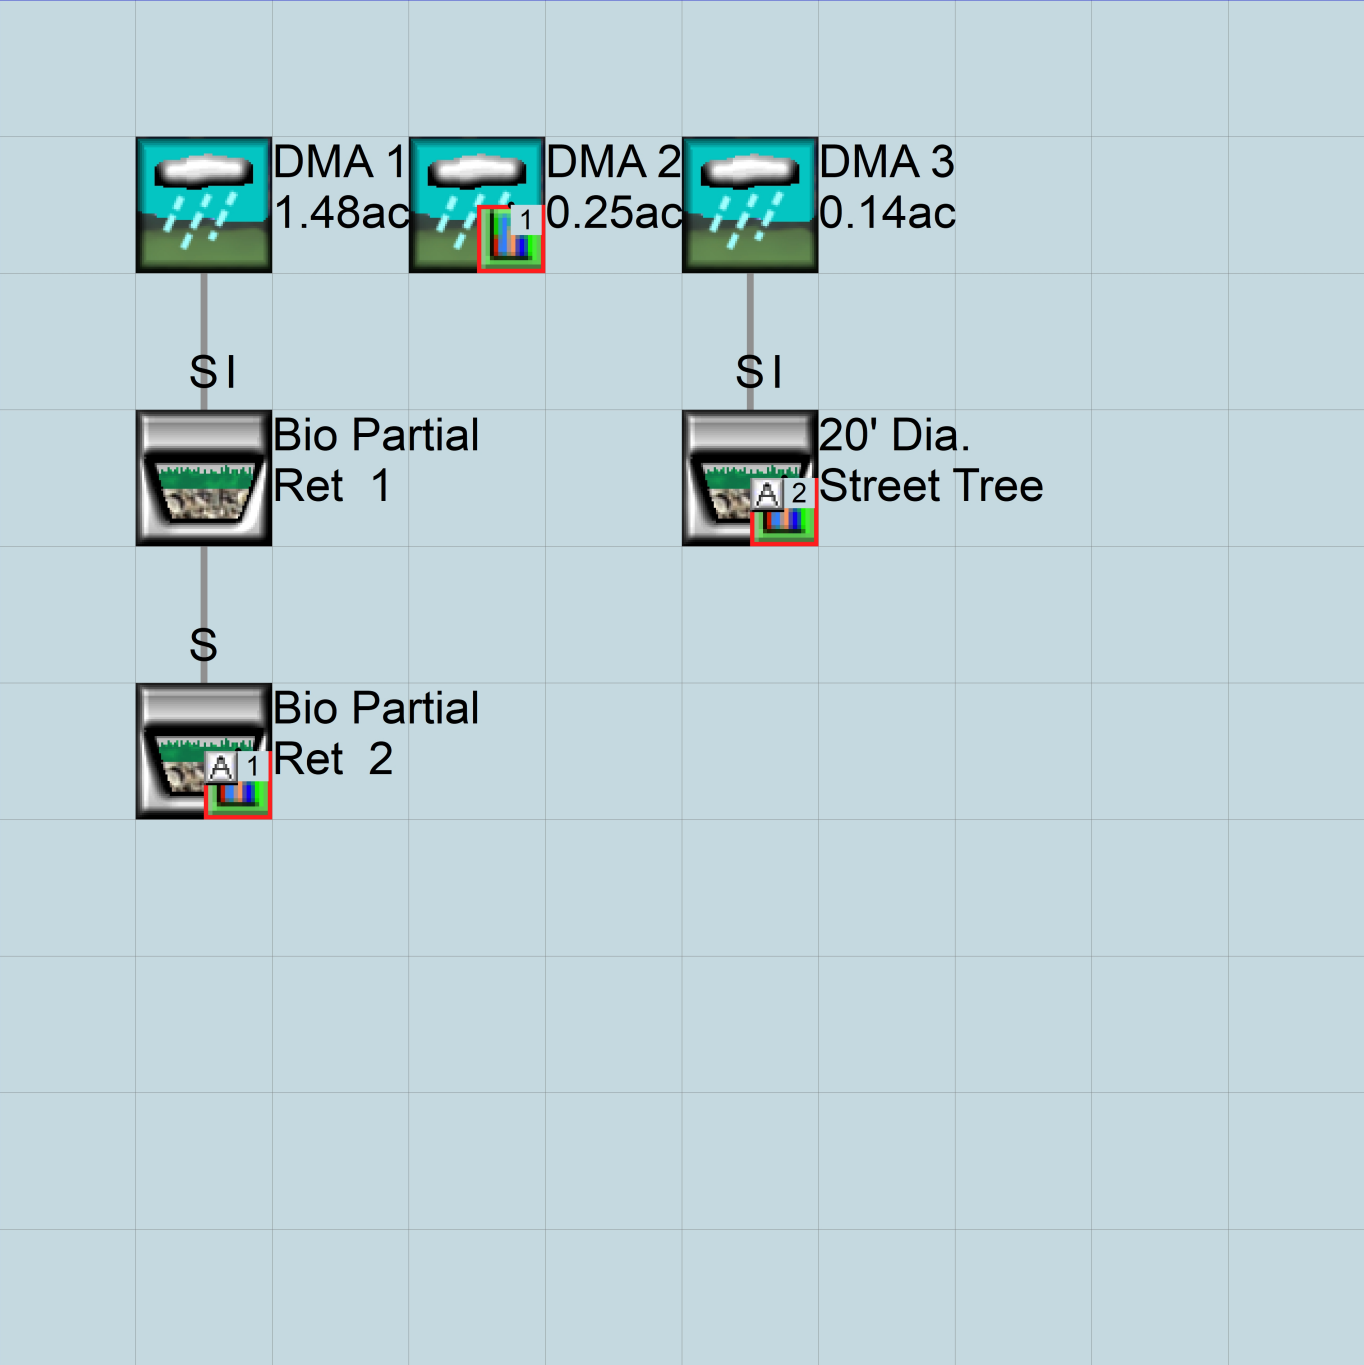 DMA 1
1.48ac
DMA 2
0.25ac
1
DMA 3
0.14ac
S I
S I
Bio Partial
Ret 1
20' Dia.
Street Tree
A 2
S
Bio Partial
Ret 2
A 1